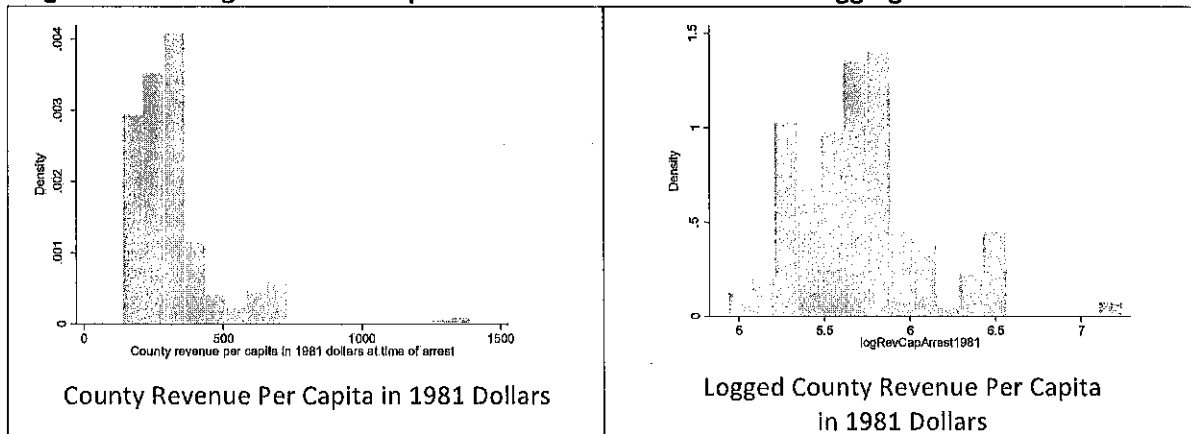 .004
.003
.002
.001
0
Density
0
500
1000
1500
County revenue per capita in 1981 dollars at time of arrest
County Revenue Per Capita in 1981 Dollars
1.5
1
.5
0
Density
5
5.5
6
6.5
7
logRevCapArrest1981
Logged County Revenue Per Capita
in 1981 Dollars